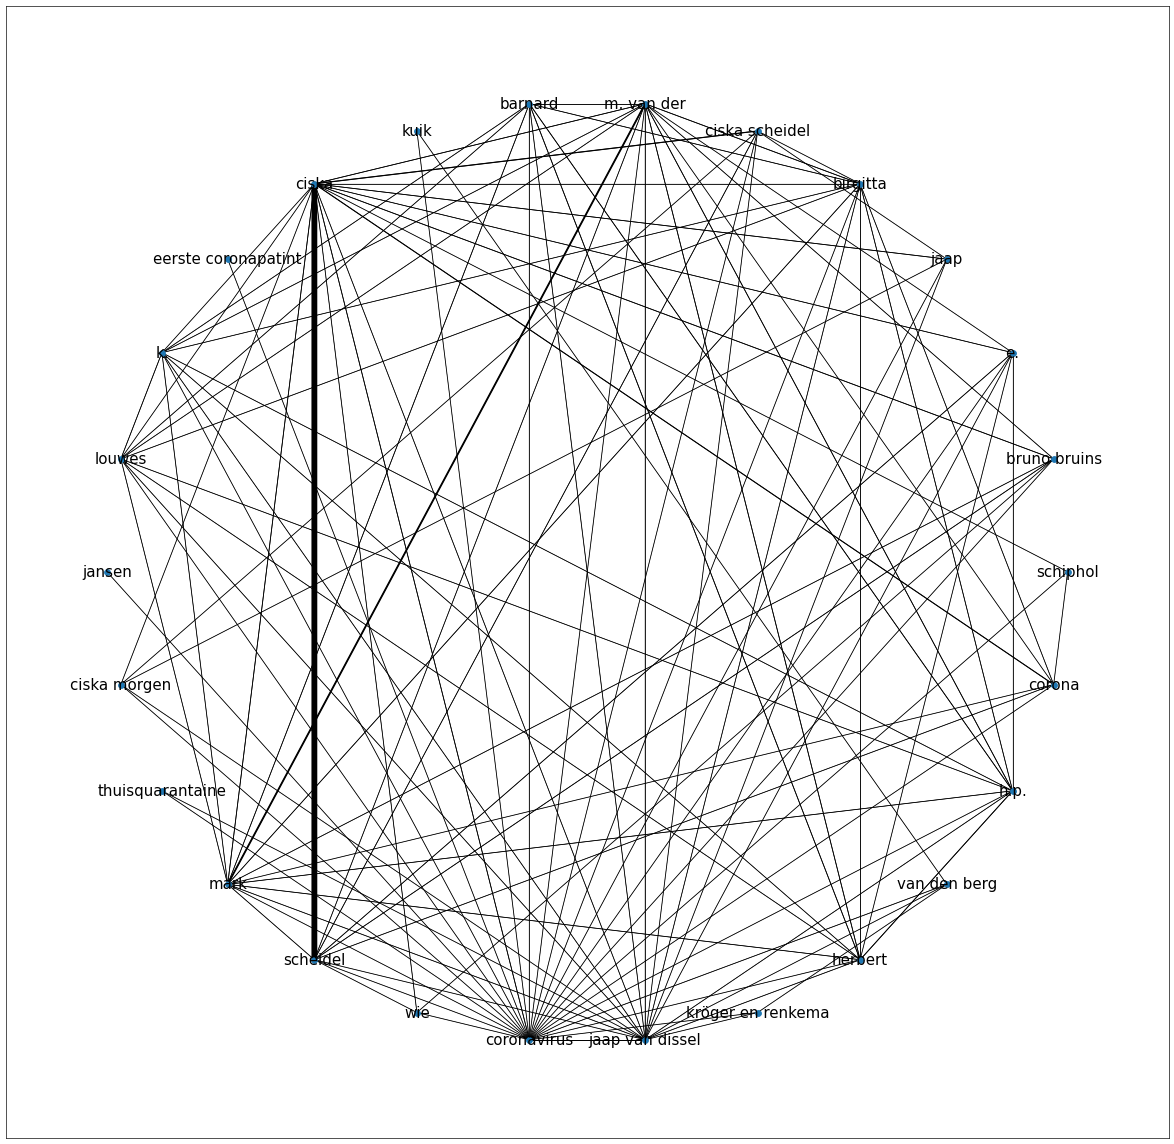 barnard
m. van der
kuik
ciska scheidel
ciska
birgitta
eerste coronapatint
jaap
k.
e.
louwes
bruno bruins
jansen
schiphol
ciska morgen
corona
thuisquarantaine
n.p.
mark
van den berg
scheidel
herbert
wie
kröger en renkema
coronavirus
jaap van dissel